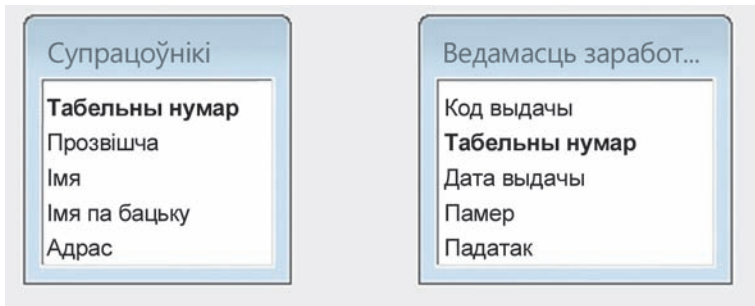 Супрацоўнікі
Табельны нумар
Прозвішча
Імя
Імя па бацьку
Адрас
Ведамасць заработ...
Код выдачы
Табельны нумар
Дата выдачы
Памер
Падатак